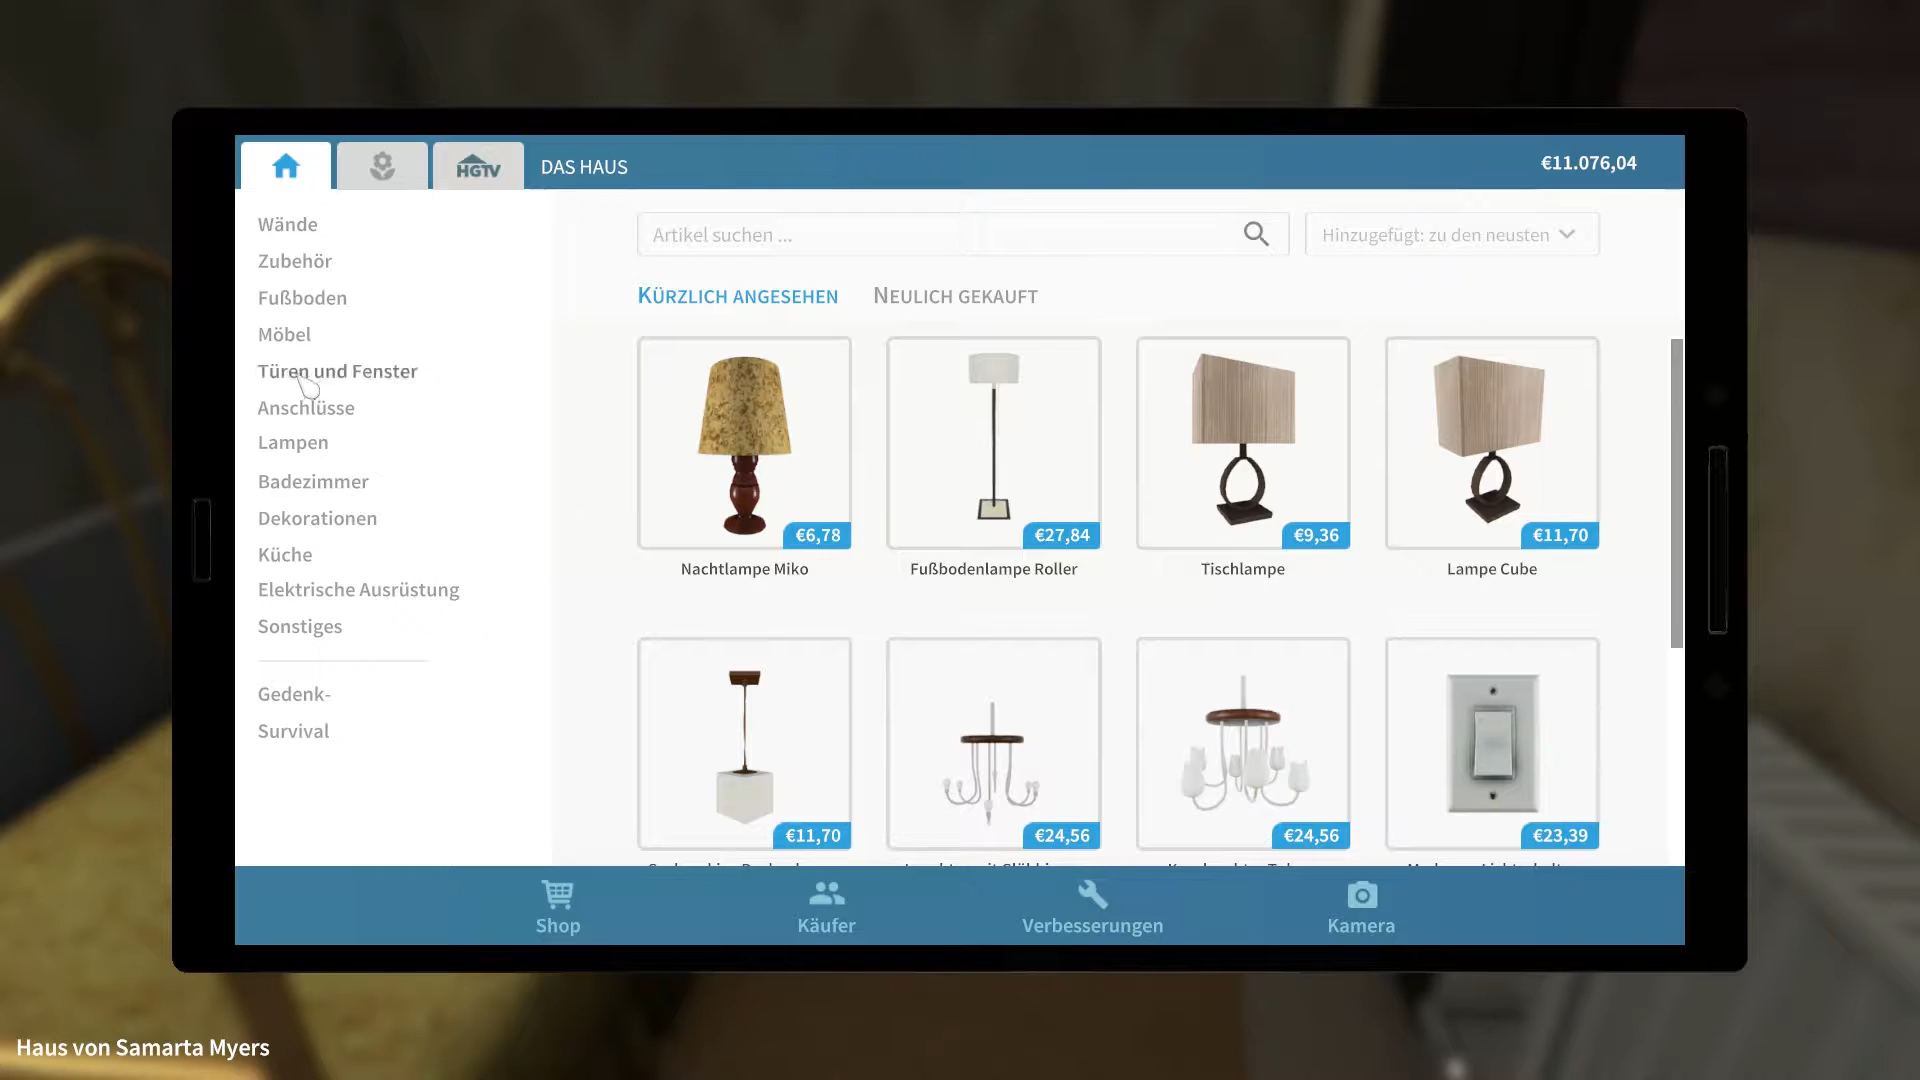 HGTV
DAS HAUS
€11.076,04
Wände
Zubehör
Fußboden
Möbel
Türen und Fenster
Anschlüsse
Lampen
Badezimmer
Dekorationen
Küche
Elektrische Ausrüstung
Sonstiges
Gedenk-
Survival
Artikel suchen ...
Hinzugefügt: zu den neusten
KÜRZLICH ANGESEHEN
NEULICH GEKAUFT
€6,78
€27,84
€9,36
€11,70
Nachtlampe Miko
Fußbodenlampe Roller
Tischlampe
Lampe Cube
€11,70
€24,56
€24,56
€23,39
Shop
Käufer
Verbesserungen
Kamera
Haus von Samarta Myers